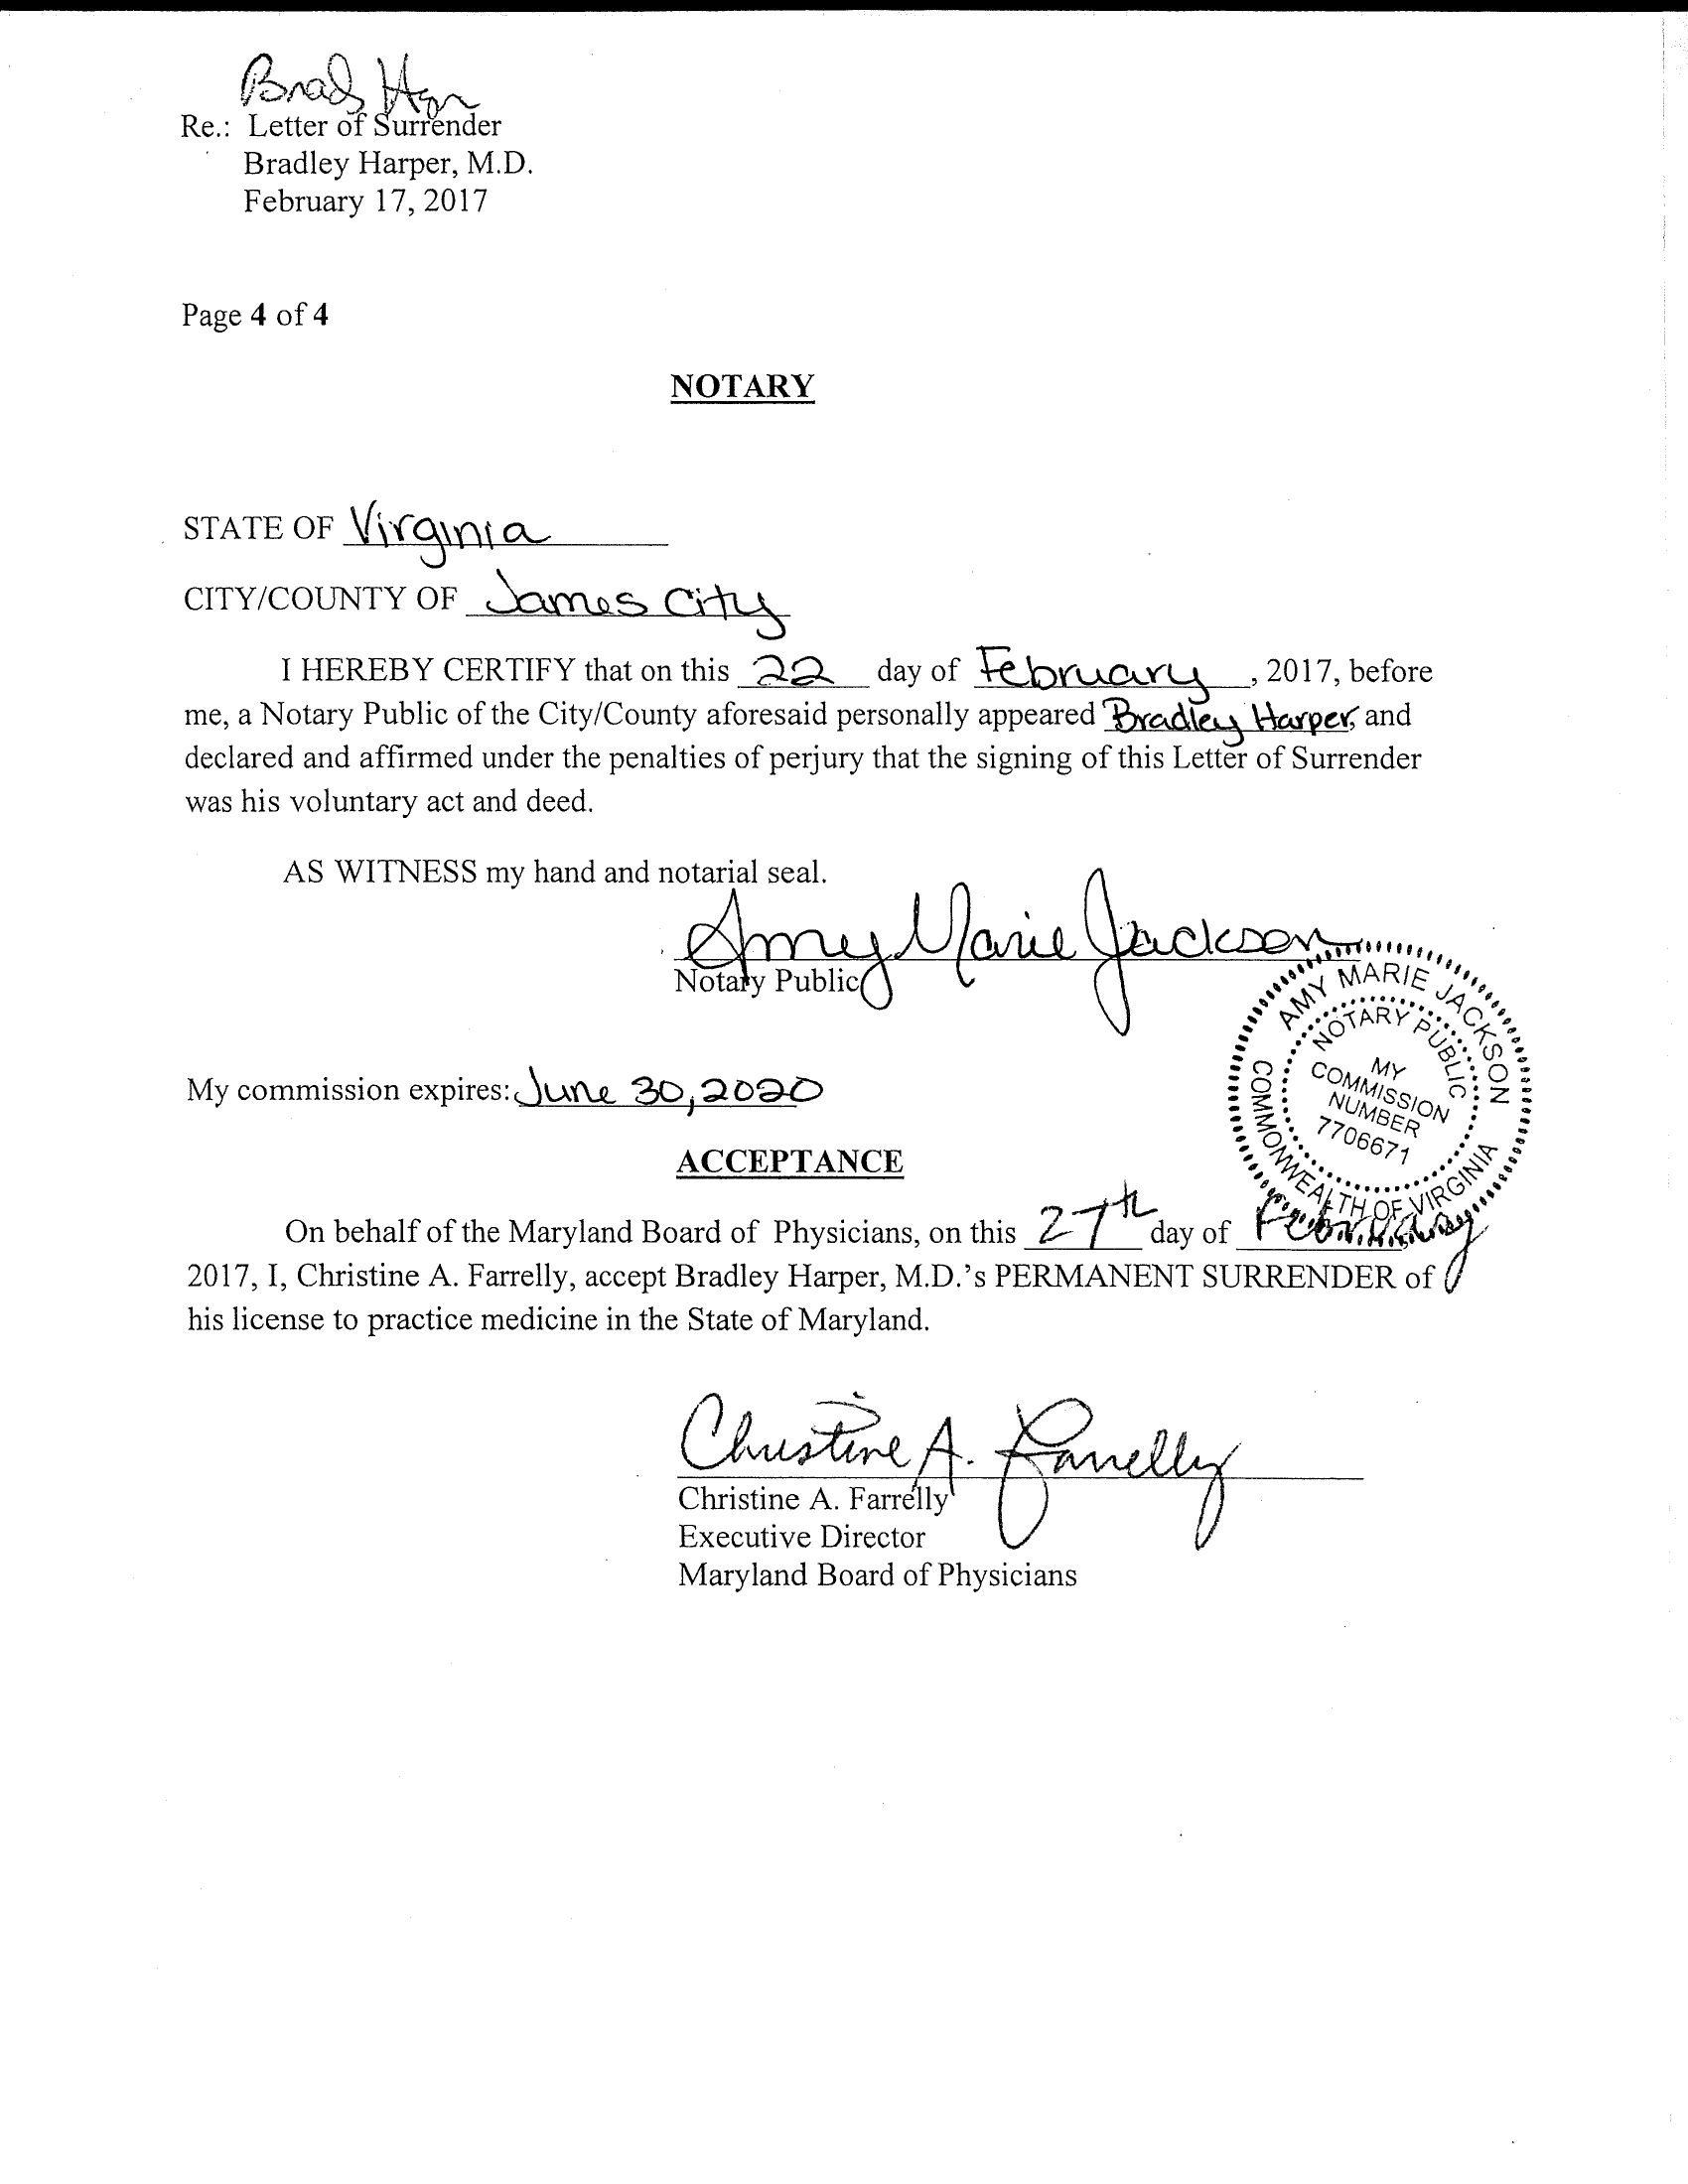 Brad Harper
Re.: Letter of Surrender
Bradley Harper, M.D.
February 17, 2017
Page 4 of 4
NOTARY
STATE OF Virginia
CITY/COUNTY OF James City
I HEREBY CERTIFY that on this 22 day of February, 2017, before
me, a Notary Public of the City/County aforesaid personally appeared Bradley Harper, and
declared and affirmed under the penalties of perjury that the signing of this Letter of Surrender
was his voluntary act and deed.
AS WITNESS my hand and notarial seal.
Amy Marie Jackson
Notary Public
AMY MARIE JACKSON
NOTARY PUBLIC
MY
COMMISSION
NUMBER
7706671
COMMONWEALTH OF VIRGINIA
My commission expires: June 30, 2020
ACCEPTANCE
On behalf of the Maryland Board of Physicians, on this 27th day of February,
2017, I, Christine A. Farrelly, accept Bradley Harper, M.D.'s PERMANENT SURRENDER of
his license to practice medicine in the State of Maryland.
Christine A. Farrelly
Christine A. Farrelly
Executive Director
Maryland Board of Physicians